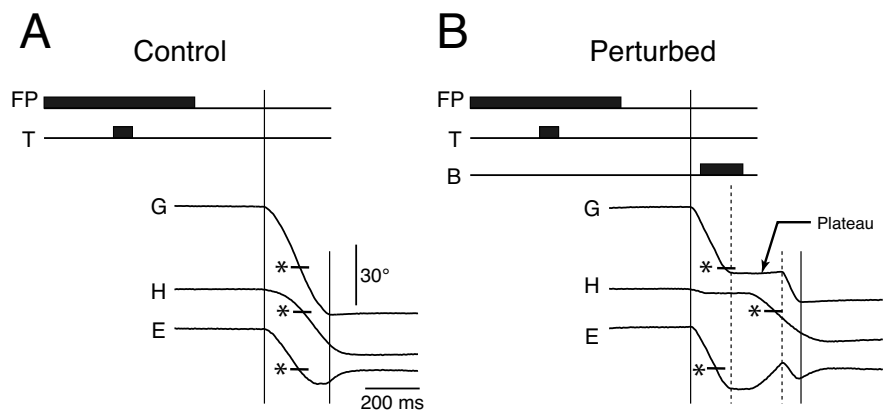 A
Control
FP
T
G
*
30°
H
*
E
*
200 ms
B
Perturbed
FP
T
B
G
Plateau
*
H
*
E
*